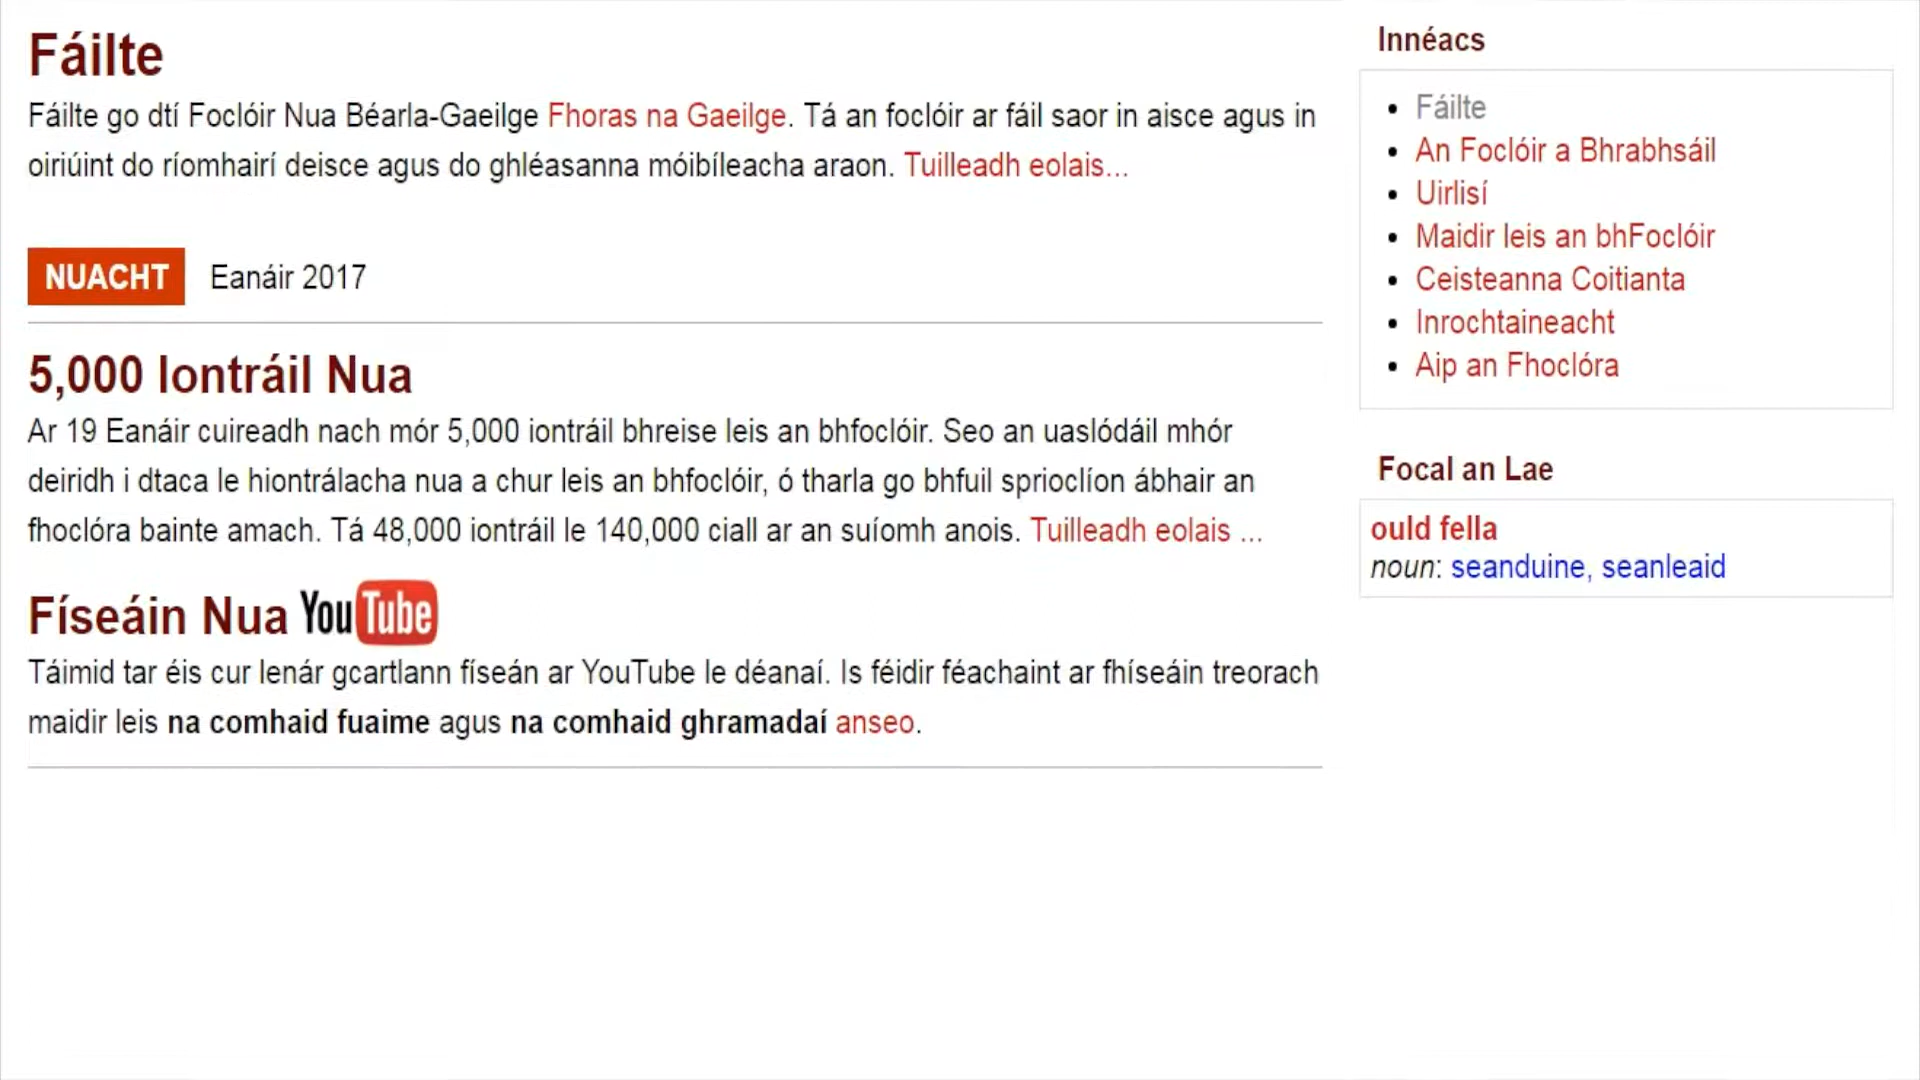 Fáilte
Fáilte go dtí Foclóir Nua Béarla-Gaeilge Fhoras na Gaeilge. Tá an foclóir ar fáil saor in aisce agus in
oiriúint do ríomhairí deisce agus do ghléasanna móibíleacha araon. Tuilleadh eolais...
NUACHT Eanáir 2017
5,000 Iontráil Nua
Ar 19 Eanáir cuireadh nach mór 5,000 iontráil bhreise leis an bhfoclóir. Seo an uaslódáil mhór
deiridh i dtaca le hiontrálacha nua a chur leis an bhfoclóir, ó tharla go bhfuil sprioclíon ábhair an
fhoclóra bainte amach. Tá 48,000 iontráil le 140,000 ciall ar an suíomh anois. Tuilleadh eolais ...
Físeáin Nua YouTube
Táimid tar éis cur lenár gcartlann físeán ar YouTube le déanaí. Is féidir féachaint ar fhíseáin treorach
maidir leis na comhaid fuaime agus na comhaid ghramadaí anseo.
Innéacs
Fáilte
An Foclóir a Bhrabhsáil
Uirlisí
Maidir leis an bhFoclóir
Ceisteanna Coitianta
Inrochtaineacht
Aip an Fhoclóra
Focal an Lae
ould fella
noun: seanduine, seanleaid